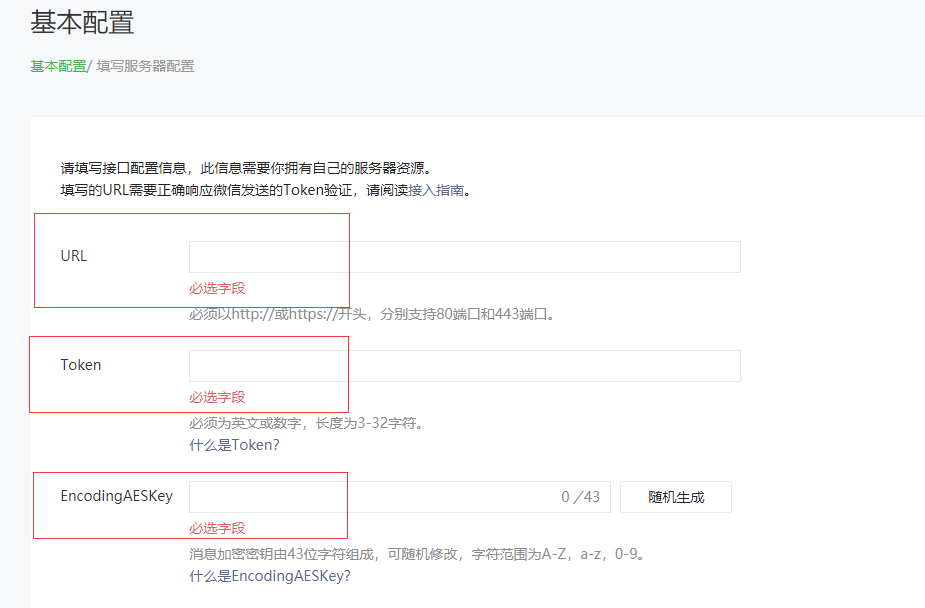 基本配置
基本配置/ 填写服务器配置
请填写接口配置信息，此信息需要你拥有自己的服务器资源。
填写的URL需要正确响应微信发送的Token验证，请阅读接入指南。
URL
必选字段
必须以http://或https://开头，分别支持80端口和443端口。
Token
必选字段
必须为英文或数字，长度为3-32字符。
什么是Token?
EncodingAESKey 0 /43 随机生成
必选字段
消息加密密钥由43位字符组成，可随机修改，字符范围为A-Z，a-z，0-9。
什么是EncodingAESKey?